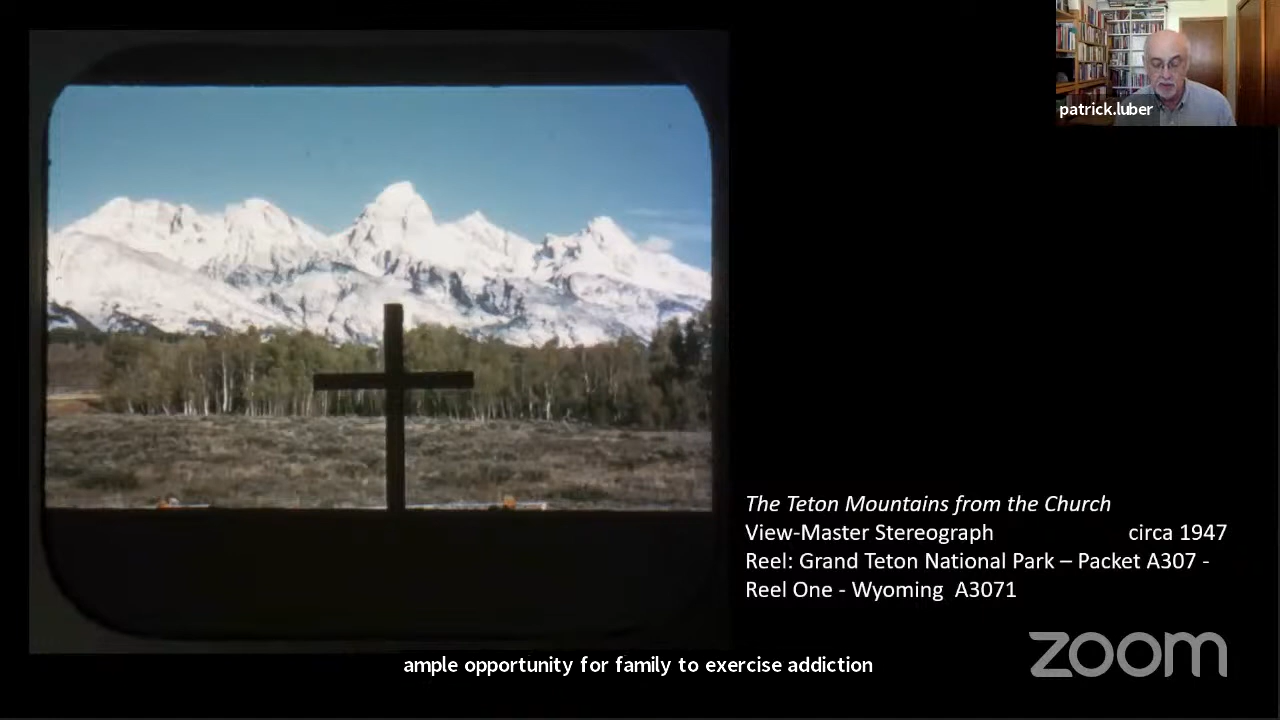 patrick.luber
The Teton Mountains from the Church
View-Master Stereograph circa 1947
Reel: Grand Teton National Park – Packet A307 -
Reel One - Wyoming A3071
zoom
ample opportunity for family to exercise addiction